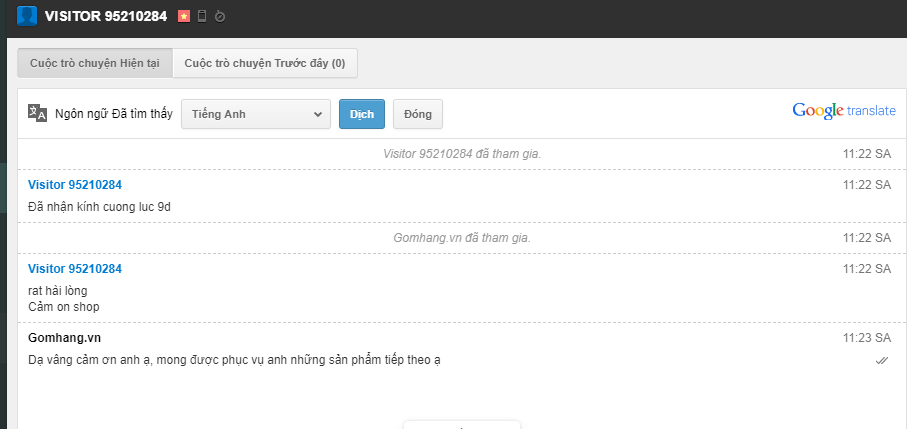 VISITOR 95210284
Cuộc trò chuyện Hiện tại
Cuộc trò chuyện Trước đây (0)
Ngôn ngữ Đã tìm thấy
Tiếng Anh
Dịch
Đóng
Google translate
Visitor 95210284 đã tham gia.
11:22 SA
Visitor 95210284
11:22 SA
Đã nhận kính cuong luc 9d
Gomhang.vn đã tham gia.
11:22 SA
Visitor 95210284
11:22 SA
rat hài lòng
Cảm on shop
Gomhang.vn
11:23 SA
Dạ vâng cảm ơn anh ạ, mong được phục vụ anh những sản phẩm tiếp theo ạ